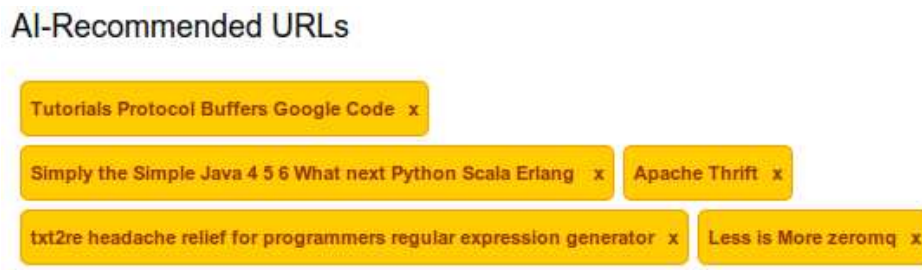 AI-Recommended URLs
Tutorials Protocol Buffers Google Code x
Simply the Simple Java 4 5 6 What next Python Scala Erlang x Apache Thrift x
txt2re headache relief for programmers regular expression generator x Less is More zeromq x